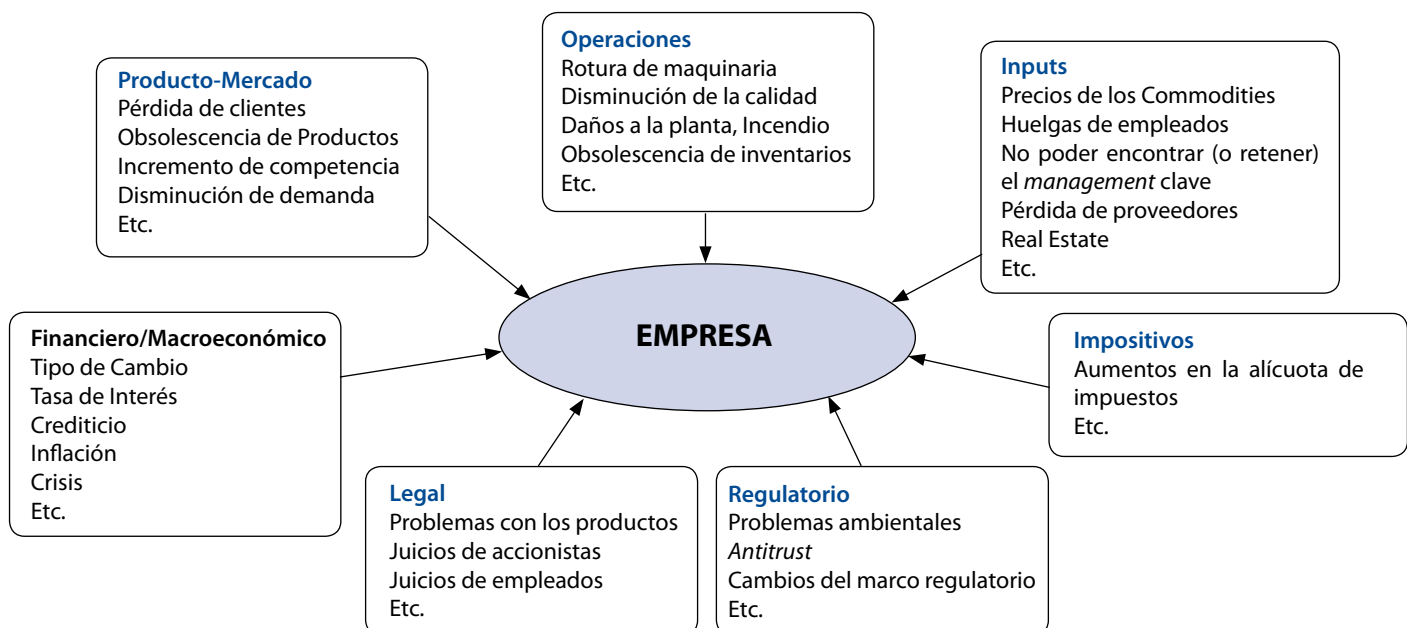 Producto-Mercado
Pérdida de clientes
Obsolescencia de Productos
Incremento de competencia
Disminución de demanda
Etc.
Operaciones
Rotura de maquinaria
Disminución de la calidad
Daños a la planta, Incendio
Obsolescencia de inventarios
Etc.
Inputs
Precios de los Commodities
Huelgas de empleados
No poder encontrar (o retener)
el management clave
Pérdida de proveedores
Real Estate
Etc.
EMPRESA
Financiero/Macroeconómico
Tipo de Cambio
Tasa de Interés
Crediticio
Inflación
Crisis
Etc.
Impositivos
Aumentos en la alícuota de
impuestos
Etc.
Legal
Problemas con los productos
Juicios de accionistas
Juicios de empleados
Etc.
Regulatorio
Problemas ambientales
Antitrust
Cambios del marco regulatorio
Etc.